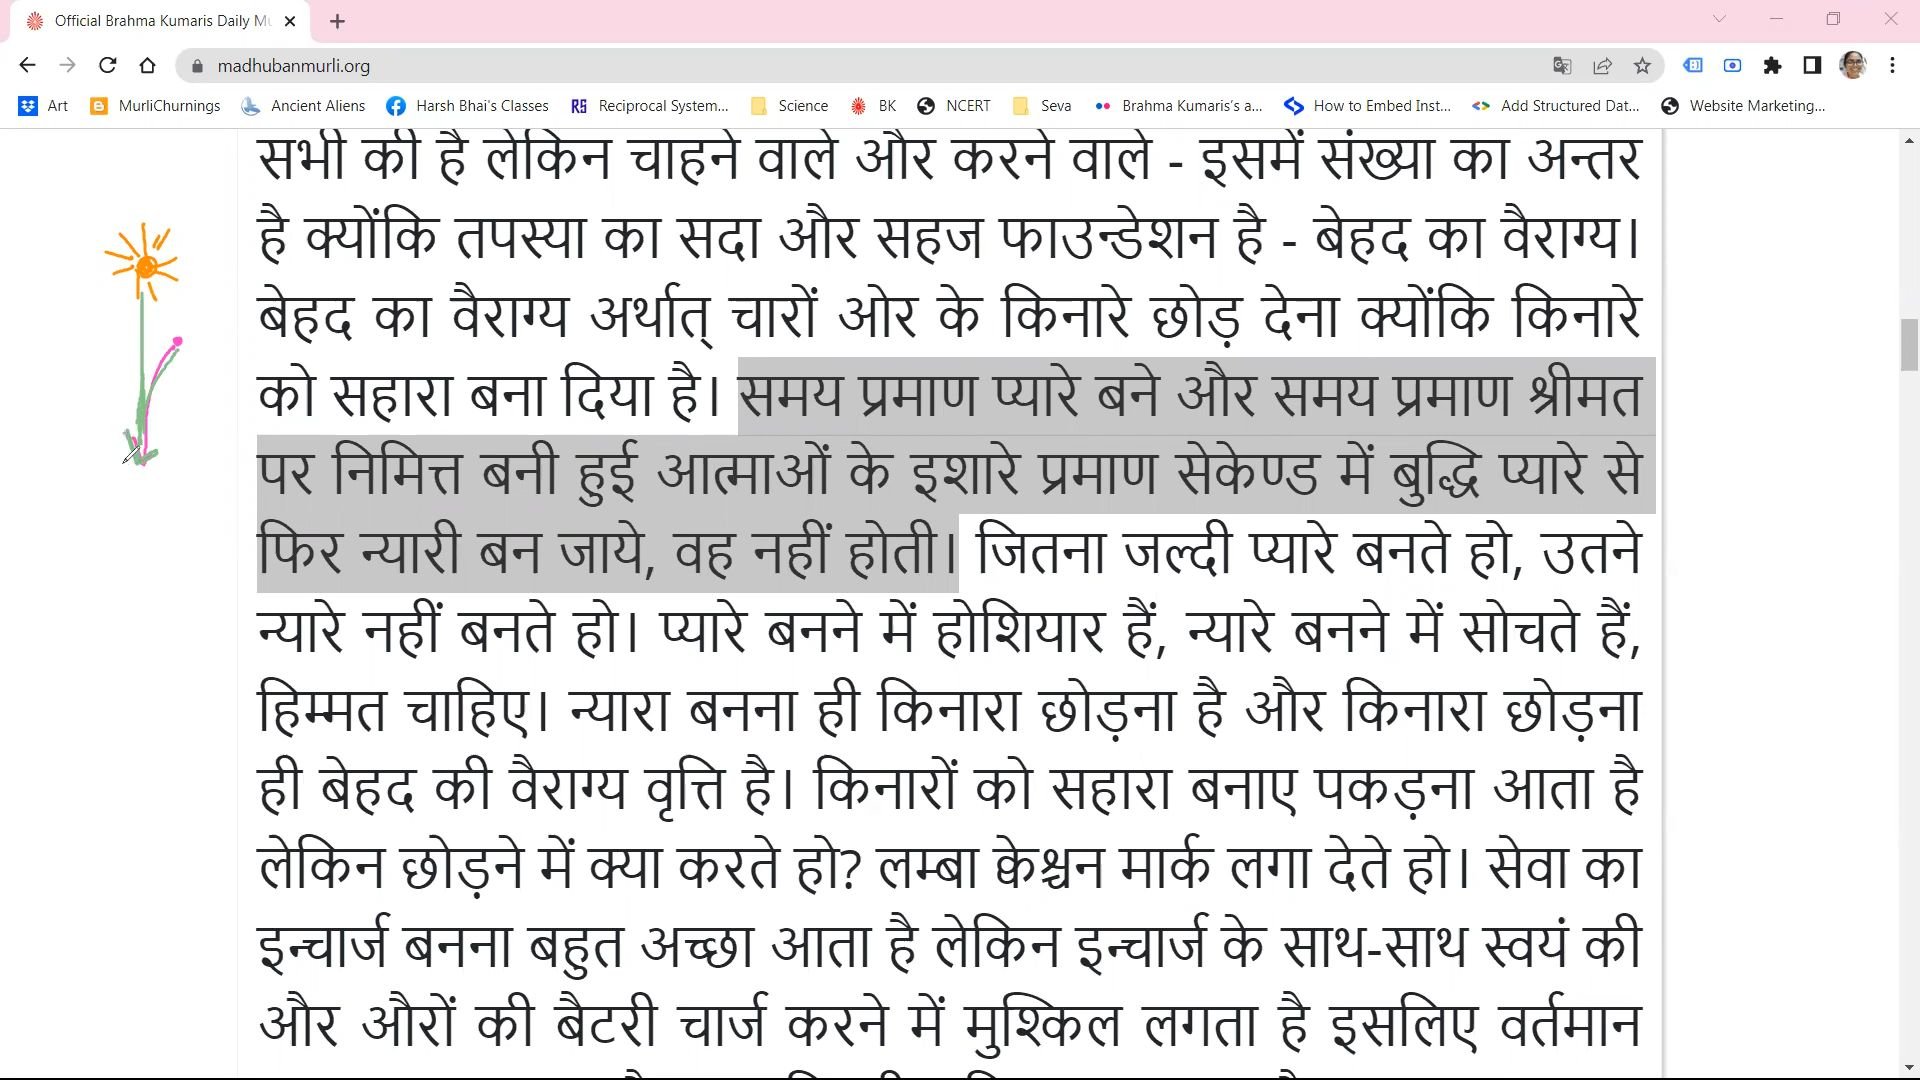 Official Brahma Kumaris Daily Mu
madhubanmurli.org
Art MurliChurnings Ancient Aliens Harsh Bhai's Classes RS Reciprocal System... Science BK NCERT Seva Brahma Kumaris's a... How to Embed Inst... Add Structured Dat... Website Marketing...
सभी की है लेकिन चाहने वाले और करने वाले - इसमें संख्या का अन्तर
है क्योंकि तपस्या का सदा और सहज फाउन्डेशन है - बेहद का वैराग्य।
बेहद का वैराग्य अर्थात् चारों ओर के किनारे छोड़ देना क्योंकि किनारे
को सहारा बना दिया है। समय प्रमाण प्यारे बने और समय प्रमाण श्रीमत
पर निमित्त बनी हुई आत्माओं के इशारे प्रमाण सेकेण्ड में बुद्धि प्यारे से
फिर न्यारी बन जाये, वह नहीं होती। जितना जल्दी प्यारे बनते हो, उतने
न्यारे नहीं बनते हो। प्यारे बनने में होशियार हैं, न्यारे बनने में सोचते हैं,
हिम्मत चाहिए। न्यारा बनना ही किनारा छोड़ना है और किनारा छोड़ना
ही बेहद की वैराग्य वृत्ति है। किनारों को सहारा बनाए पकड़ना आता है
लेकिन छोड़ने में क्या करते हो? लम्बा क्वेश्चन मार्क लगा देते हो। सेवा का
इन्चार्ज बनना बहुत अच्छा आता है लेकिन इन्चार्ज के साथ-साथ स्वयं की
और औरों की बैटरी चार्ज करने में मुश्किल लगता है इसलिए वर्तमान